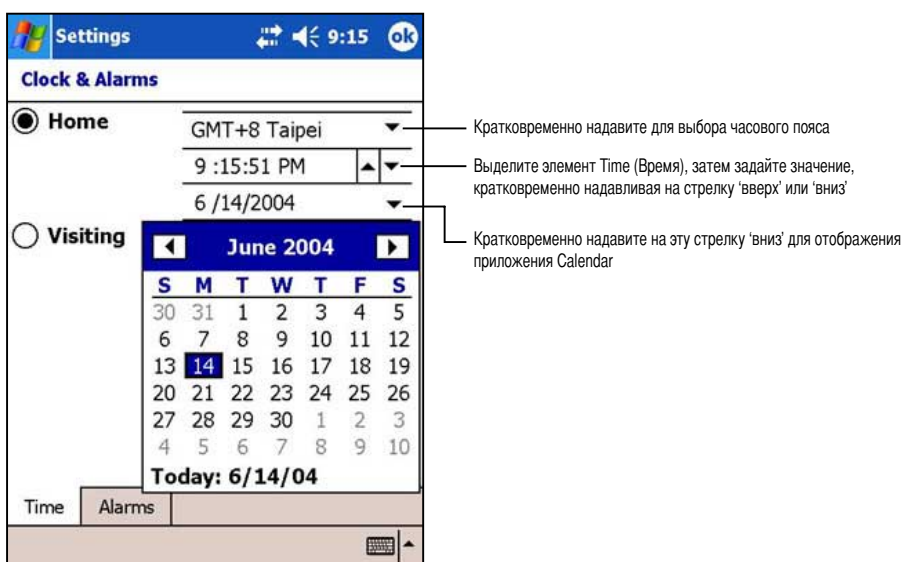 Settings 9:15 ok
Clock & Alarms
Home
GMT+8 Taipei
9 :15:51 PM
6 /14/2004
Visiting
June 2004
S M T W T F S
30 31 1 2 3 4 5
6 7 8 9 10 11 12
13 14 15 16 17 18 19
20 21 22 23 24 25 26
27 28 29 30 1 2 3
4 5 6 7 8 9 10
Today: 6/14/04
Time Alarms
Кратковременно надавите для выбора часового пояса
Выделите элемент Time (Время), затем задайте значение,
кратковременно надавливая на стрелку ‘вверх’ или ‘вниз’
Кратковременно надавите на эту стрелку ‘вниз’ для отображения
приложения Calendar